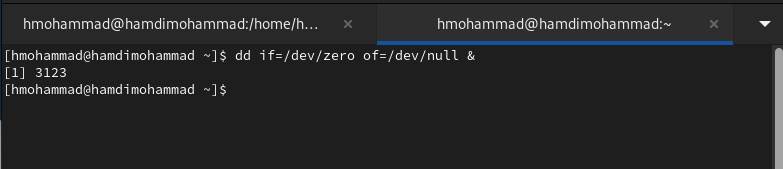 hmohammad@hamdimohammad:/home/h... × hmohammad@hamdimohammad:~ ×
[hmohammad@hamdimohammad ~]$ dd if=/dev/zero of=/dev/null &
[1] 3123
[hmohammad@hamdimohammad ~]$